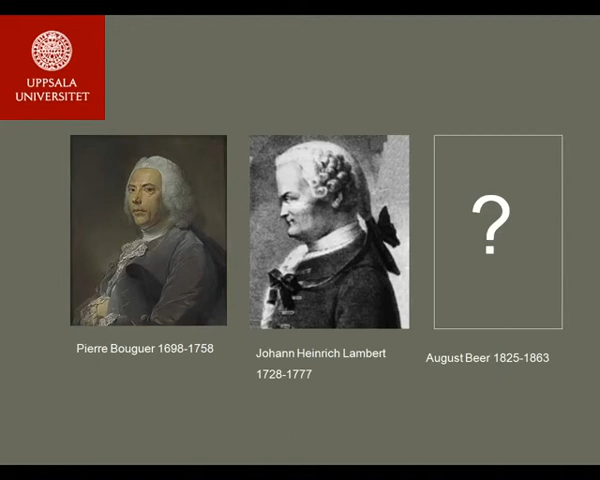 UPPSALA
UNIVERSITET
?
Pierre Bouguer 1698-1758
Johann Heinrich Lambert
1728-1777
August Beer 1825-1863